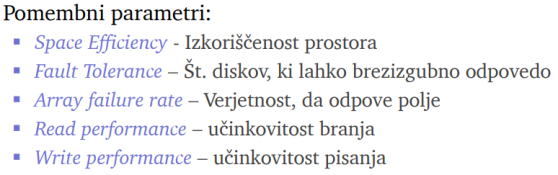 Pomembni parametri:
▪ Space Efficiency - Izkoriščenost prostora
▪ Fault Tolerance – Št. diskov, ki lahko brezizgubno odpovedo
▪ Array failure rate – Verjetnost, da odpove polje
▪ Read performance – učinkovitost branja
▪ Write performance – učinkovitost pisanja